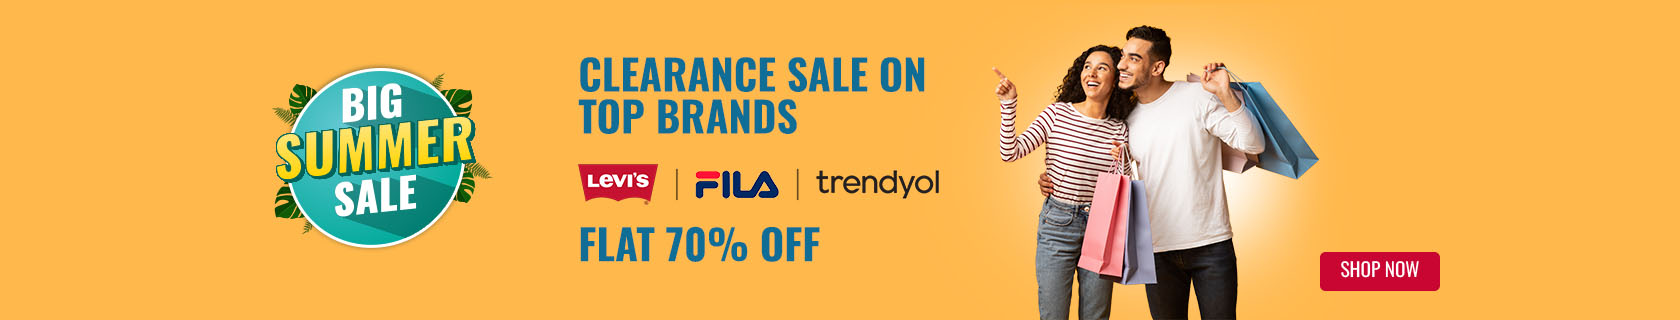 BIG
SUMMER
SALE
CLEARANCE SALE ON
TOP BRANDS
Levi's | FILA | trendyol
FLAT 70% OFF
SHOP NOW